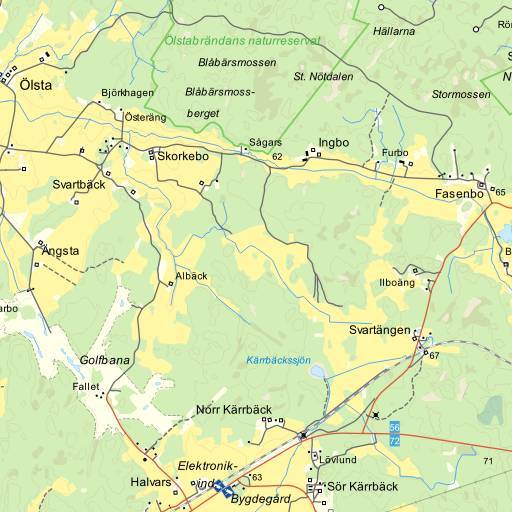 Hällarna
Ölstabrändans naturreservat
Blåbärsmossen
St. Nötdalen
Ölsta
Björkhagen
Blåbärsmoss-
berget
Stormossen
Österäng
Sågars
Ingbo
Skorkebo
62
Furbo
Svartbäck
Fasenbo
65
Ängsta
Albäck
Ilboäng
Svartängen
67
Golfbana
Kärrbäckssjön
Fallet
Norr Kärrbäck
56
72
Lövlund
71
Elektronik-
ind
63
Halvars
Bygdegård
Sör Kärrbäck